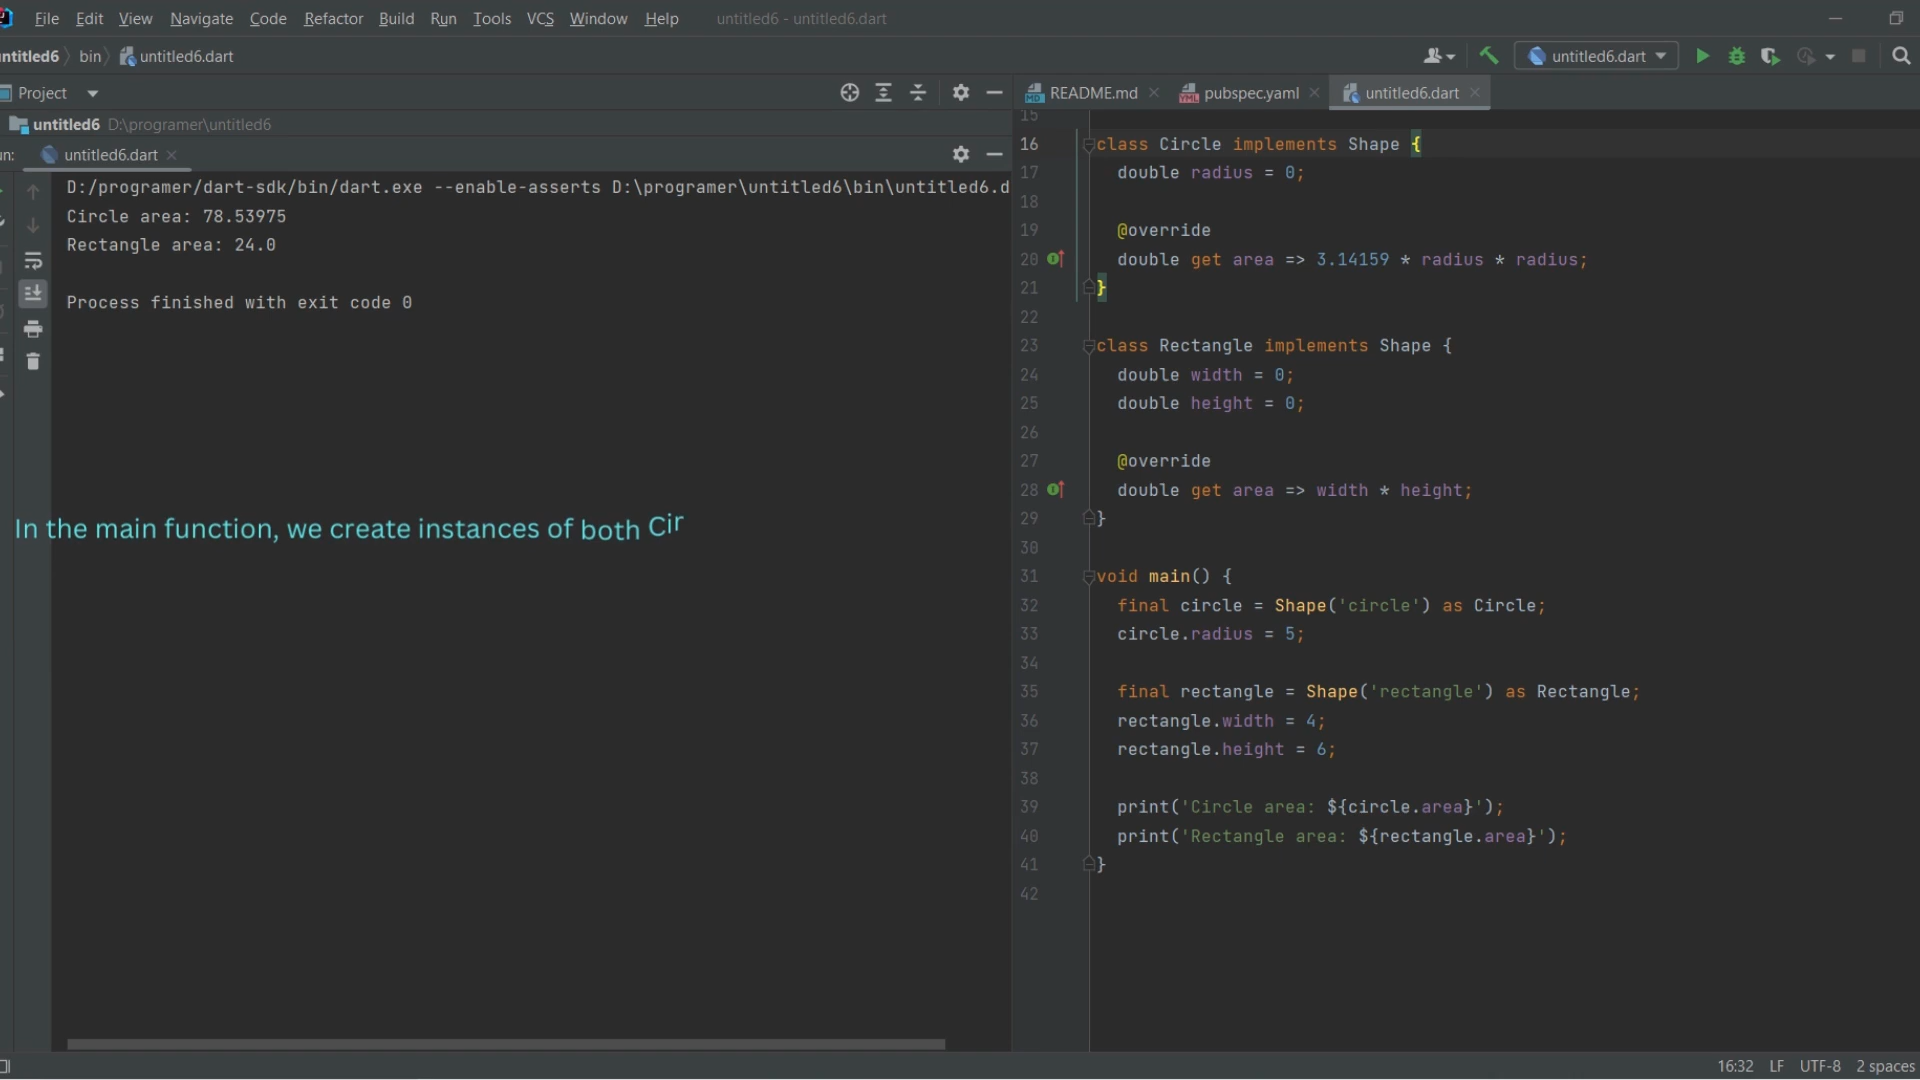 File Edit View Navigate Code Refactor Build Run Tools VCS Window Help untitled6 - untitled6.dart
untitled6 bin untitled6.dart
untitled6.dart
Project
README.md pubspec.yaml untitled6.dart
untitled6 D:\programer\untitled6
un: untitled6.dart
D:/programer/dart-sdk/bin/dart.exe --enable-asserts D:\programer\untitled6\bin\untitled6.d
Circle area: 78.53975
Rectangle area: 24.0
Process finished with exit code 0
In the main function, we create instances of both Cir
15
16 class Circle implements Shape {
17 double radius = 0;
18
19 @override
20 double get area => 3.14159 * radius * radius;
21 }
22
23 class Rectangle implements Shape {
24 double width = 0;
25 double height = 0;
26
27 @override
28 double get area => width * height;
29 }
30
31 void main() {
32 final circle = Shape('circle') as Circle;
33 circle.radius = 5;
34
35 final rectangle = Shape('rectangle') as Rectangle;
36 rectangle.width = 4;
37 rectangle.height = 6;
38
39 print('Circle area: ${circle.area}');
40 print('Rectangle area: ${rectangle.area}');
41 }
42
16:32 LF UTF-8 2 spaces